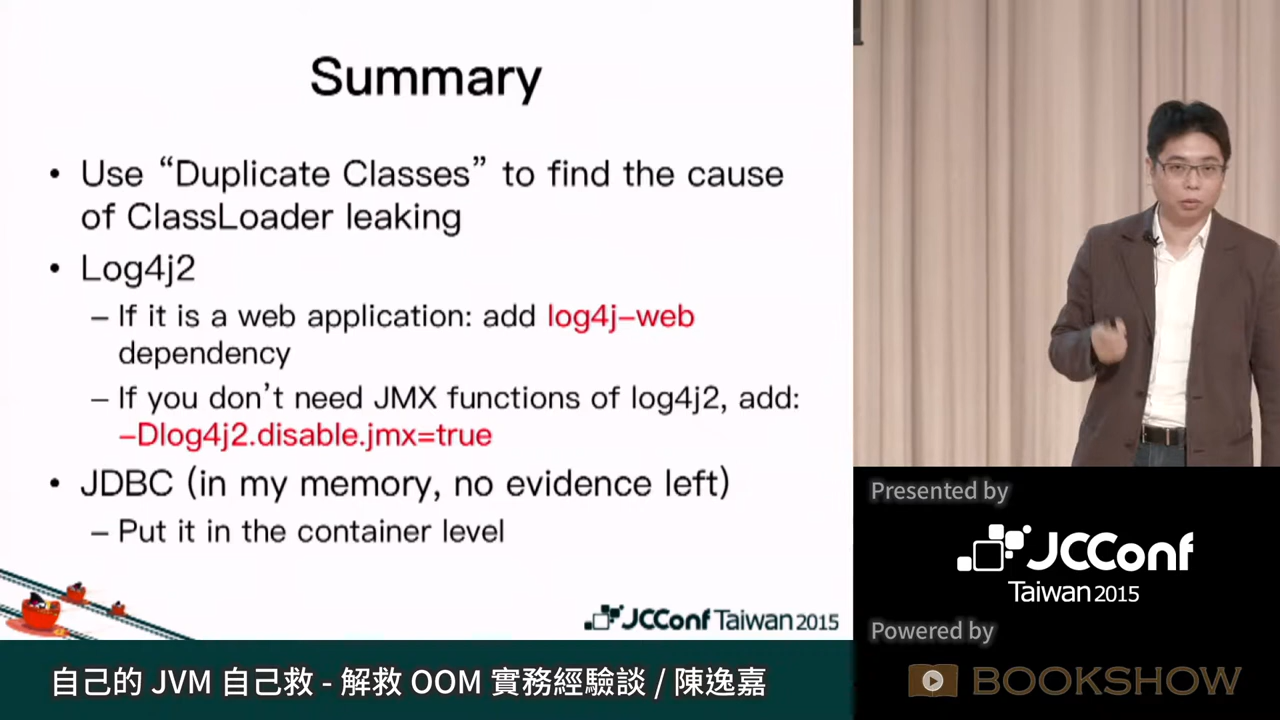 Summary
• Use “Duplicate Classes” to find the cause
of ClassLoader leaking
• Log4j2
– If it is a web application: add log4j-web
dependency
– If you don’t need JMX functions of log4j2, add:
-Dlog4j2.disable.jmx=true
• JDBC (in my memory, no evidence left)
– Put it in the container level
JCConf Taiwan 2015
自己的 JVM 自己救 - 解救 OOM 實務經驗談 / 陳逸嘉
Presented by
JCConf
Taiwan 2015
Powered by
BOOKSHOW